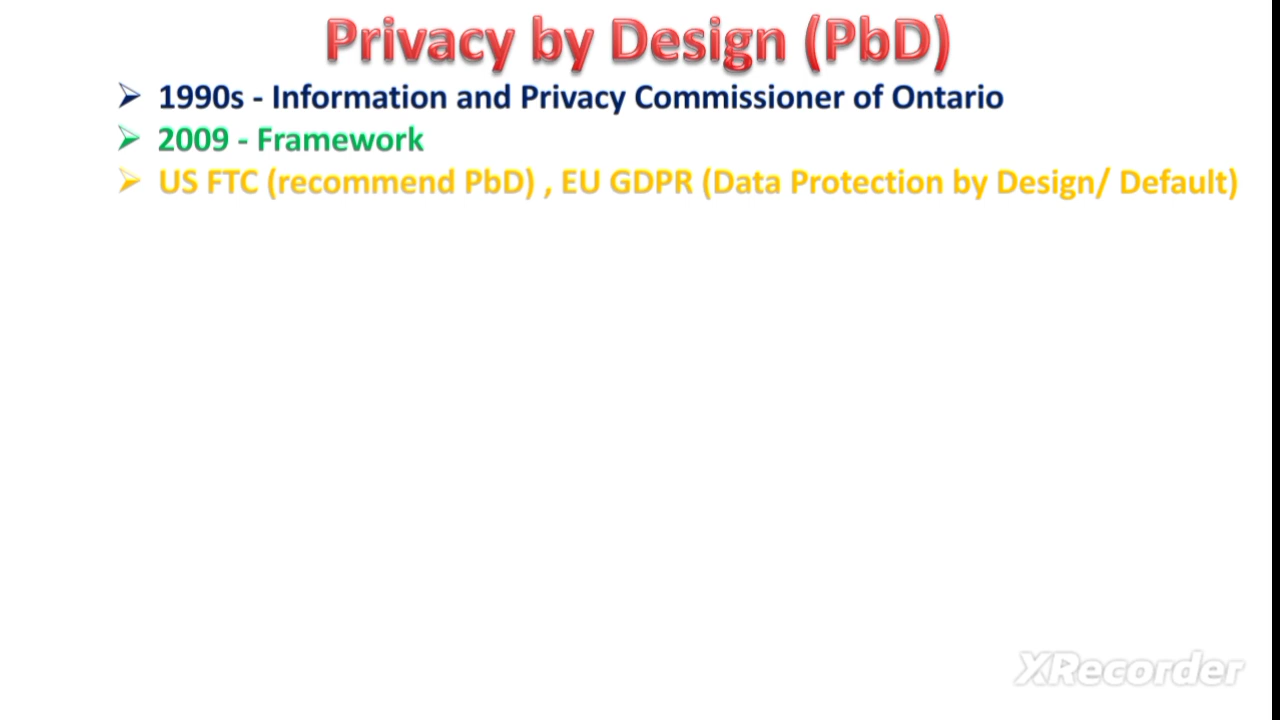 Privacy by Design (PbD)
1990s - Information and Privacy Commissioner of Ontario
2009 - Framework
US FTC (recommend PbD) , EU GDPR (Data Protection by Design/ Default)
XRecorder